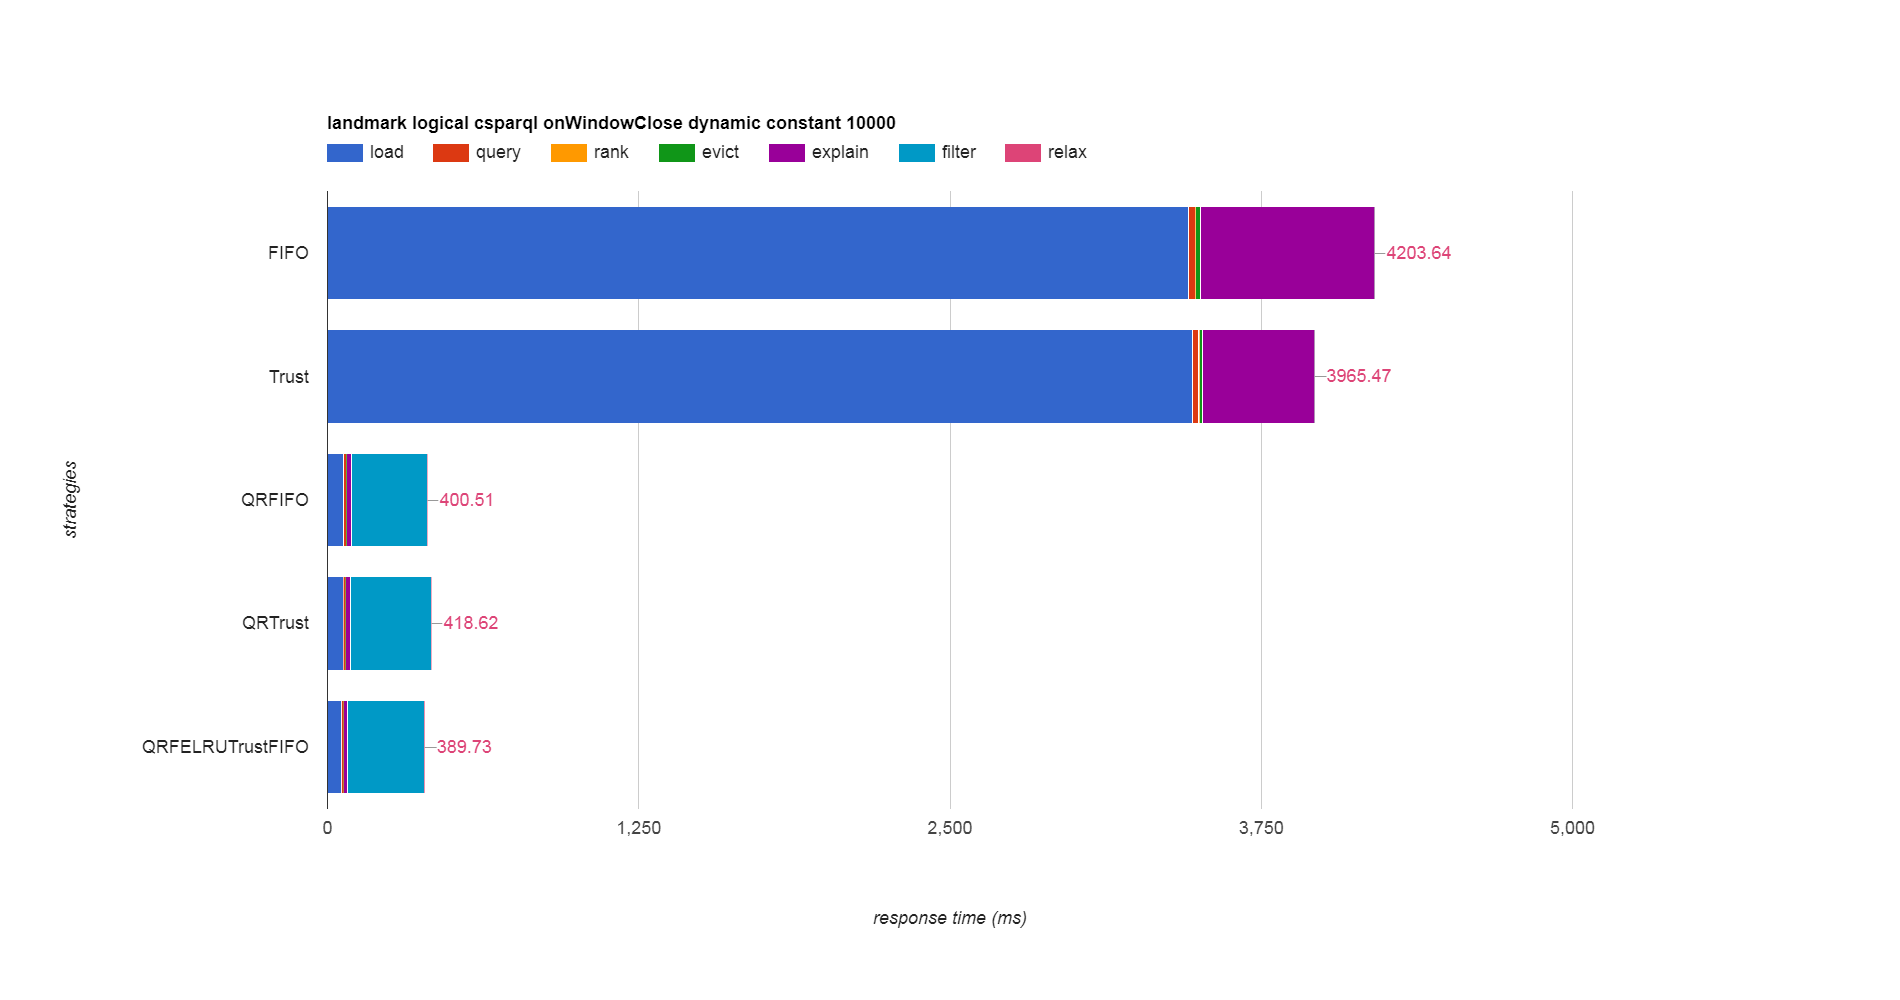 landmark logical csparql onWindowClose dynamic constant 10000
load query rank evict explain filter relax
FIFO 4203.64
Trust 3965.47
strategies
QRFIFO 400.51
QRTrust 418.62
QRFELRUTrustFIFO 389.73
0 1,250 2,500 3,750 5,000
response time (ms)